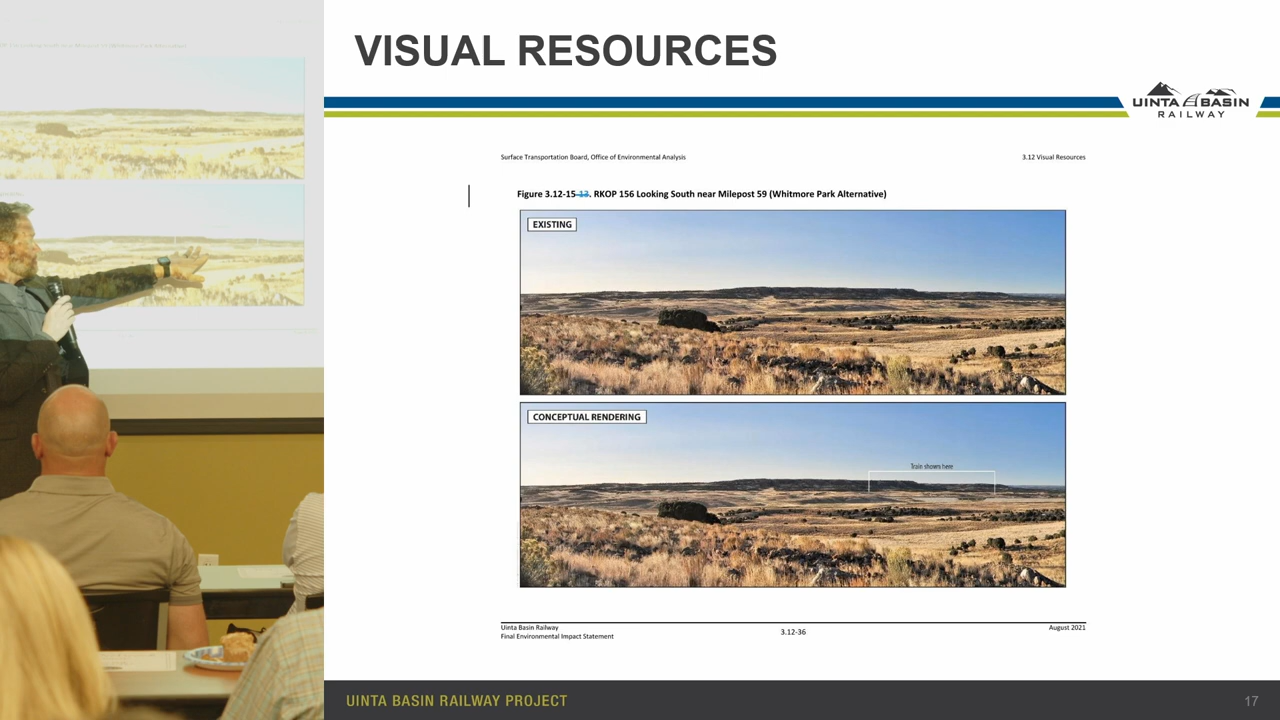 VISUAL RESOURCES
UINTA BASIN
RAILWAY
Surface Transportation Board, Office of Environmental Analysis
3.12 Visual Resources
Figure 3.12-15-13. RKOP 156 Looking South near Milepost 59 (Whitmore Park Alternative)
EXISTING
CONCEPTUAL RENDERING
Train shown here
Uinta Basin Railway
August 2021
Final Environmental Impact Statement
3.12-36
UINTA BASIN RAILWAY PROJECT
17